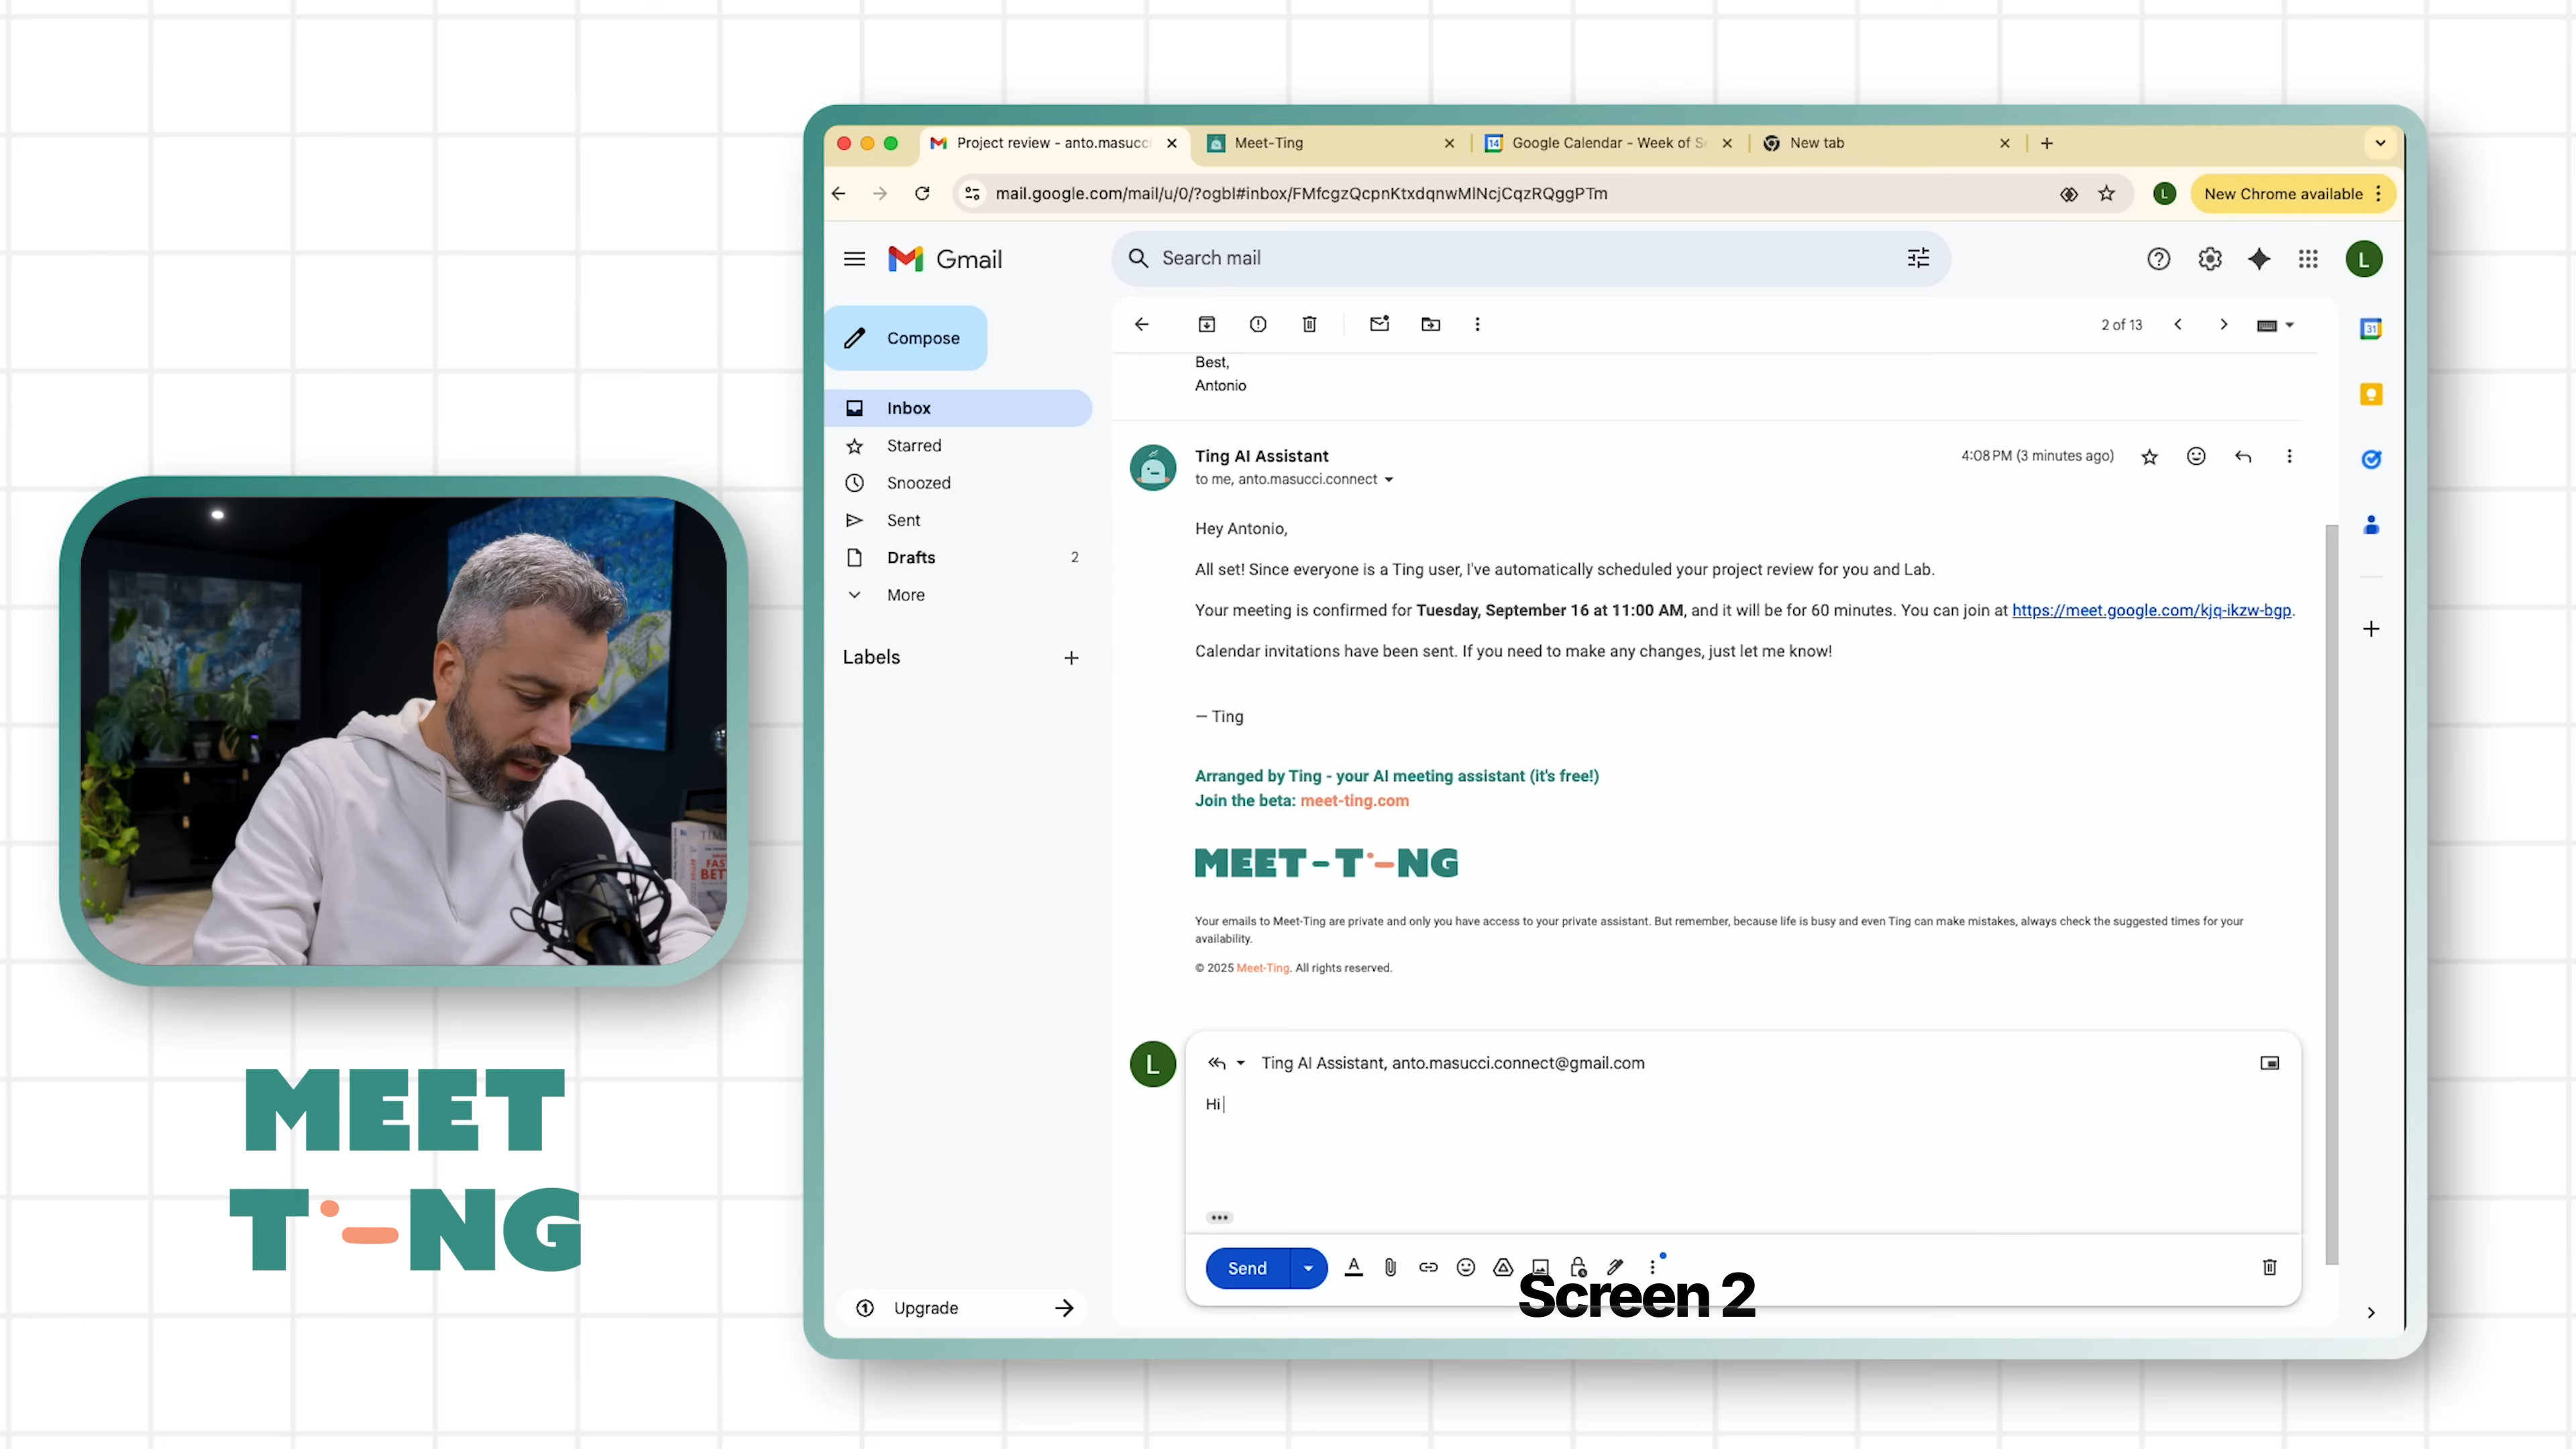 Project review - anto.masucci
Meet-Ting
14
Google Calendar - Week of S
New tab
mail.google.com/mail/u/0/?ogbl#inbox/FMfcgzQcpnKtxdqnwMlNcjCqzRQggPTm
L
New Chrome available
Gmail
Search mail
L
Compose
2 of 13
31
Best,
Antonio
Inbox
Starred
Snoozed
Sent
Drafts 2
More
Labels
Ting AI Assistant
4:08 PM (3 minutes ago)
to me, anto.masucci.connect
Hey Antonio,
All set! Since everyone is a Ting user, I've automatically scheduled your project review for you and Lab.
Your meeting is confirmed for Tuesday, September 16 at 11:00 AM, and it will be for 60 minutes. You can join at https://meet.google.com/kjq-ikzw-bgp.
Calendar invitations have been sent. If you need to make any changes, just let me know!
— Ting
Arranged by Ting - your AI meeting assistant (it's free!)
Join the beta: meet-ting.com
MEET-TING
Your emails to Meet-Ting are private and only you have access to your private assistant. But remember, because life is busy and even Ting can make mistakes, always check the suggested times for your
availability.
© 2025 Meet-Ting. All rights reserved.
L
Ting AI Assistant, anto.masucci.connect@gmail.com
Hi
Send
Upgrade
Screen 2
MEET
TING